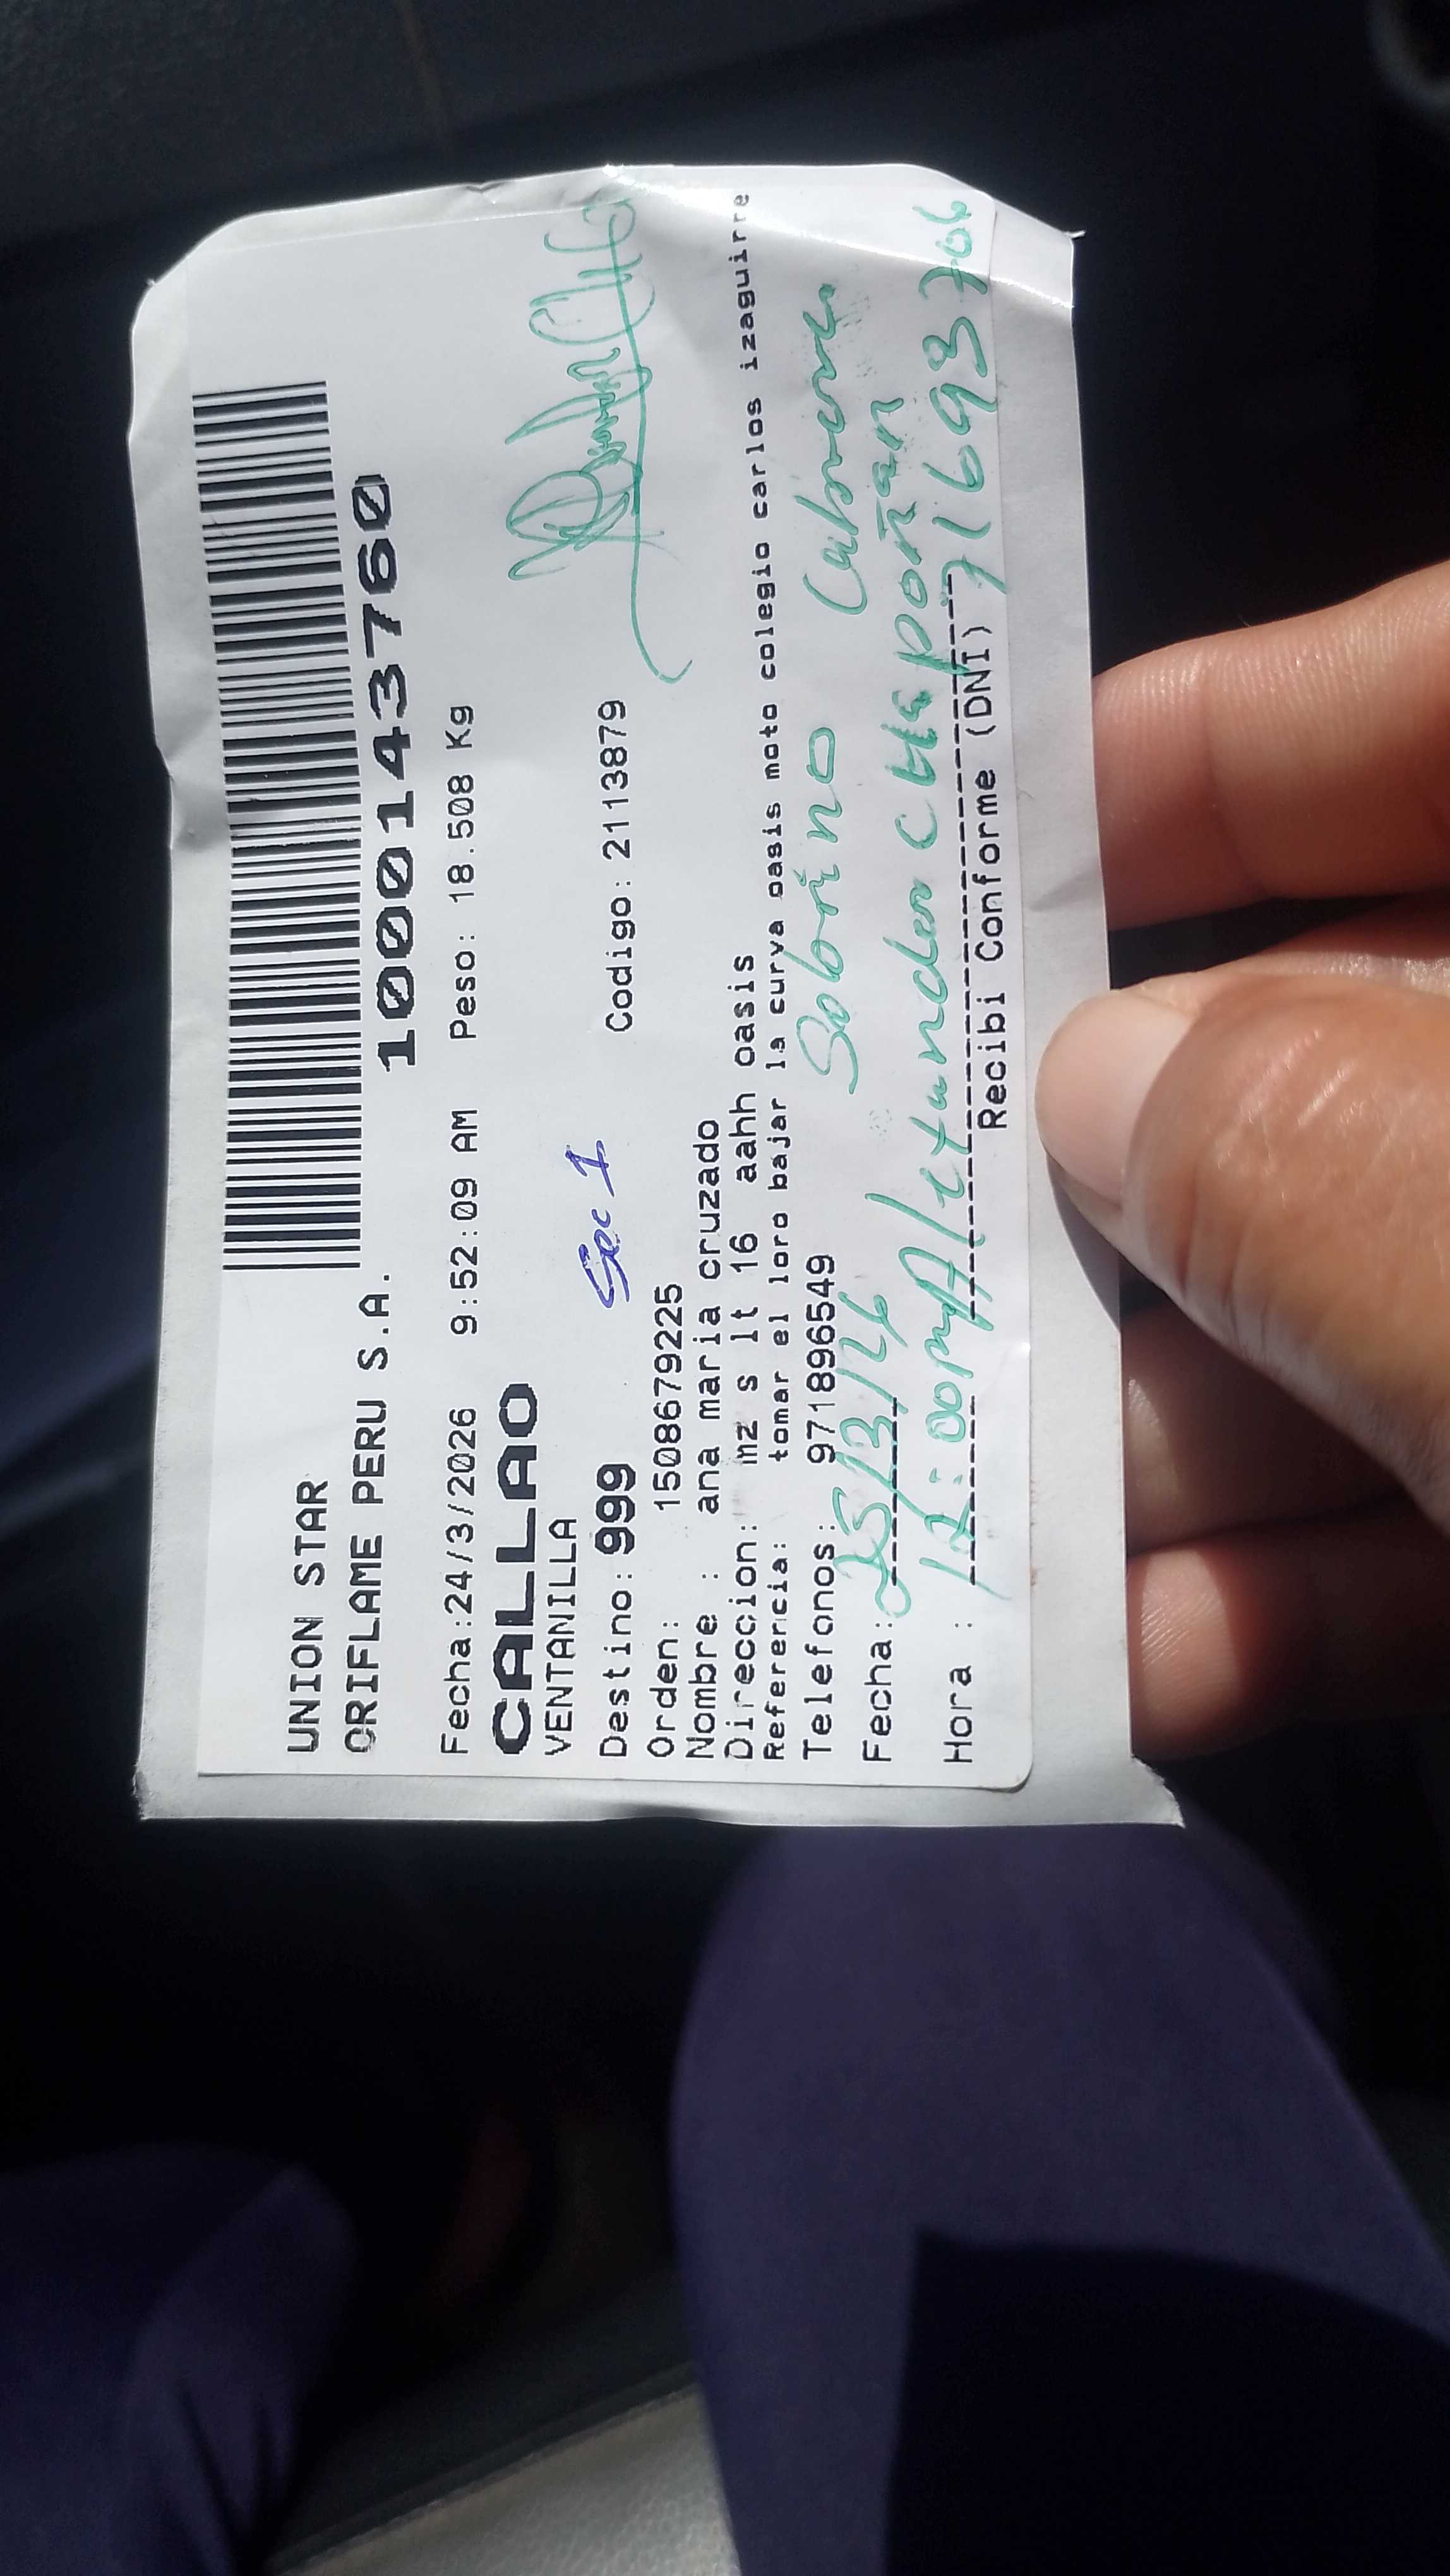 UNION STAR
ORIFLAME PERU S.A.
1000143760
Fecha:24/3/2026 9:52:09 AM Peso: 18.508 Kg
CALLAO
VENTANILLA
Destino: 999 Sec 1 Codigo: 2113879
Orden: 1508679225
Nombre : ana maria cruzado
Direccion: mz s lt 16 aahh oasis
Referencia: tomar el loro bajar la curva oasis moto colegio carlos izaguirre
Telefonos: 971896549 Sobrino
Fecha: 25/3/26
Hora : 12:00pm 71693706
Recibi Conforme (DNI)